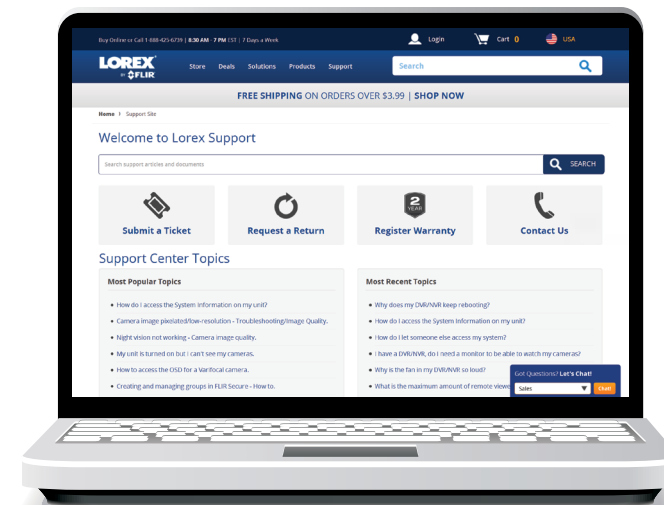 Buy Online or Call 1-888-425-6739 | 8:30 AM - 7 PM EST | 7 Days a Week
Login
Cart 0
USA
LOREX
BY FLIR
Store Deals Solutions Products Support
Search
FREE SHIPPING ON ORDERS OVER $3.99 | SHOP NOW
Home > Support Site
Welcome to Lorex Support
Search support articles and documents
SEARCH
Submit a Ticket
Request a Return
2
YEAR
Register Warranty
Contact Us
Support Center Topics
Most Popular Topics
• How do I access the System Information on my unit?
• Camera image pixelated/low-resolution - Troubleshooting/Image Quality.
• Night vision not working - Camera image quality.
• My unit is turned on but I can't see my cameras.
• How to access the OSD for a Varifocal camera.
• Creating and managing groups in FLIR Secure - How to.
Most Recent Topics
• Why does my DVR/NVR keep rebooting?
• How do I access the System Information on my unit?
• How do I let someone else access my system?
• I have a DVR/NVR, do I need a monitor to be able to watch my cameras?
• Why is the fan in my DVR/NVR so loud?
• What is the maximum amount of remote viewe
Got Questions? Let's Chat!
Sales
Chat!